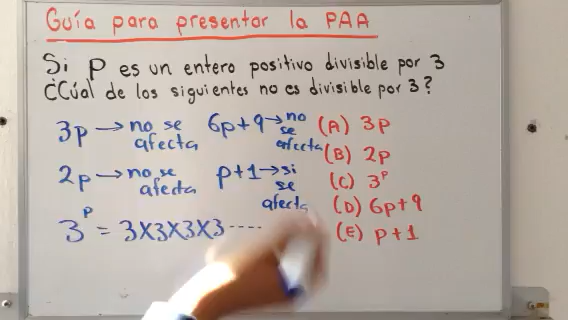 Guía para presentar la PAA
Si P es un entero positivo divisible por 3
¿Cúal de los siguientes no es divisible por 3?
3p → no se afecta
6p+9 → no se afecta
2p → no se afecta
p+1 → si se afecta
3^p = 3x3x3x3 ....
(A) 3p
(B) 2p
(C) 3^p
(D) 6p+9
(E) p+1